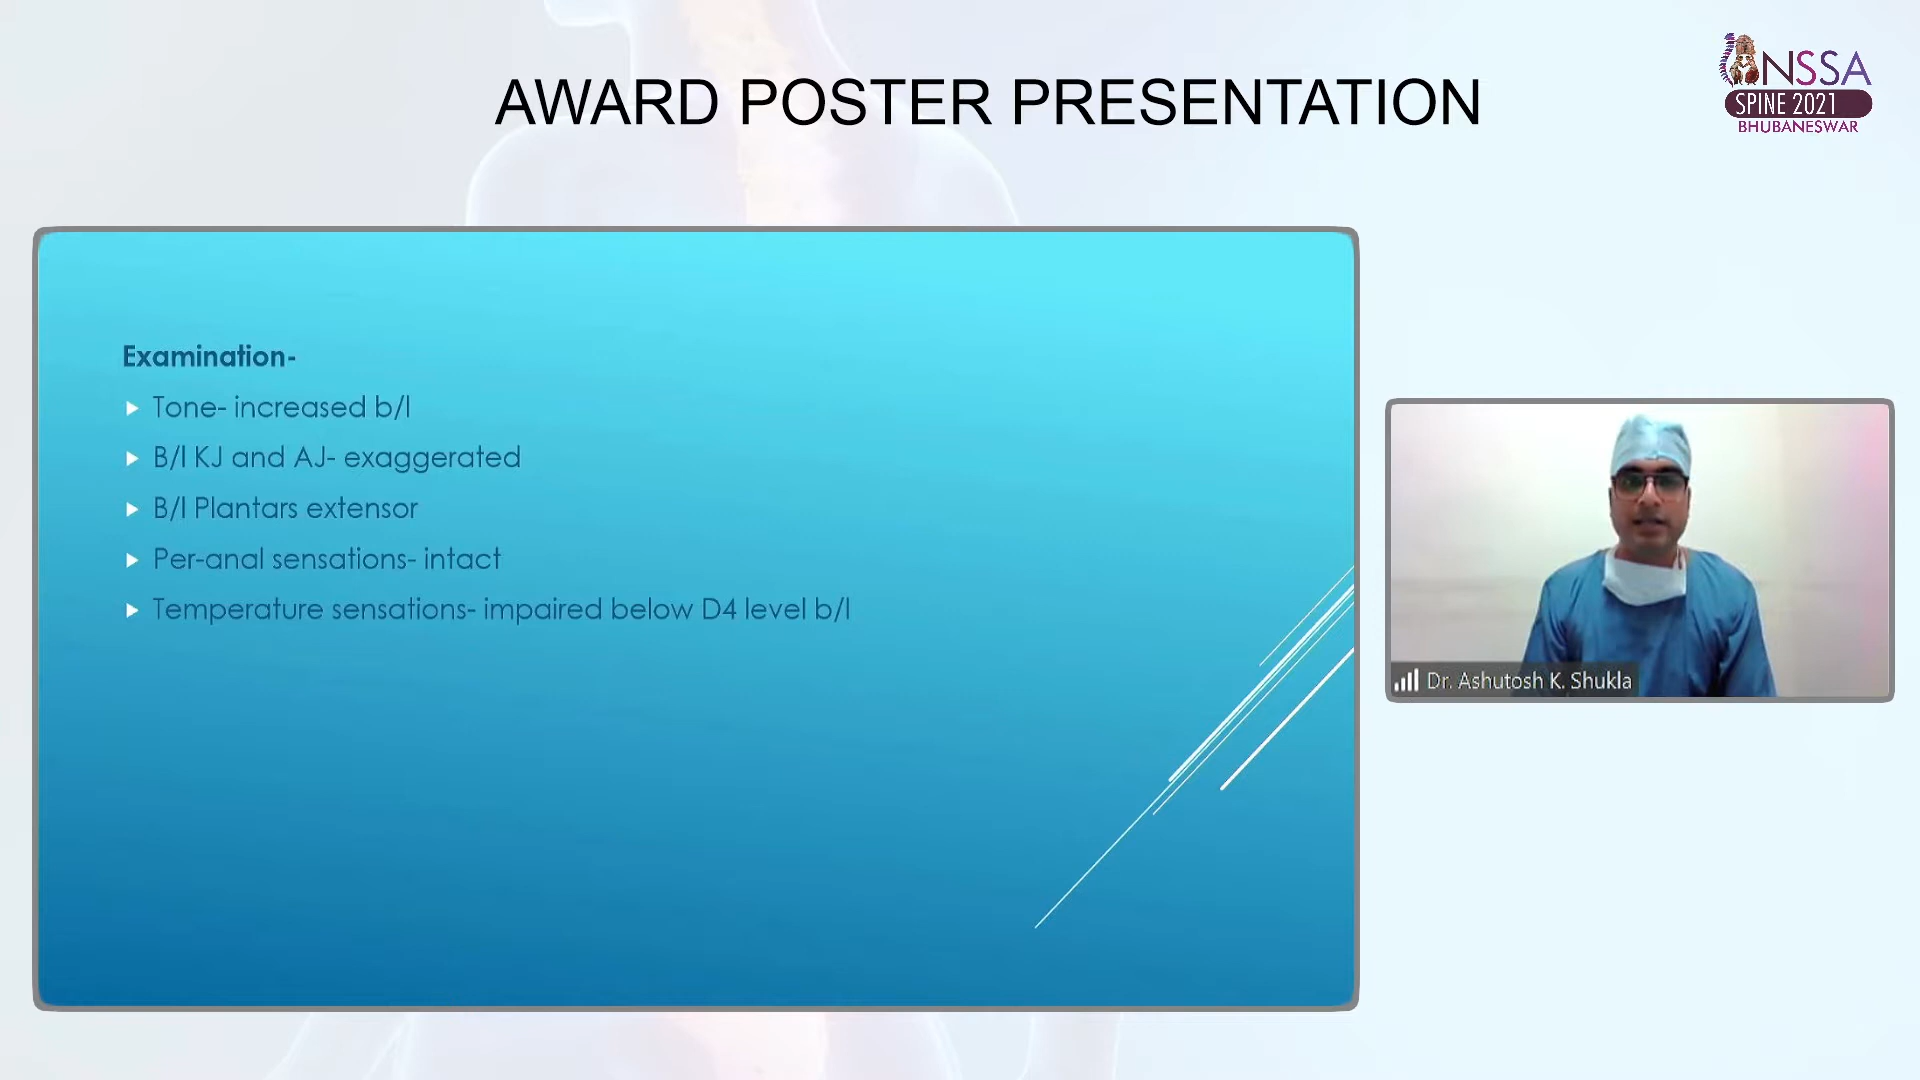 AWARD POSTER PRESENTATION
NSSA
SPINE 2021
BHUBANESWAR
Examination-
Tone- increased b/l
B/l KJ and AJ- exaggerated
B/l Plantars extensor
Per-anal sensations- intact
Temperature sensations- impaired below D4 level b/l
Dr. Ashutosh K. Shukla